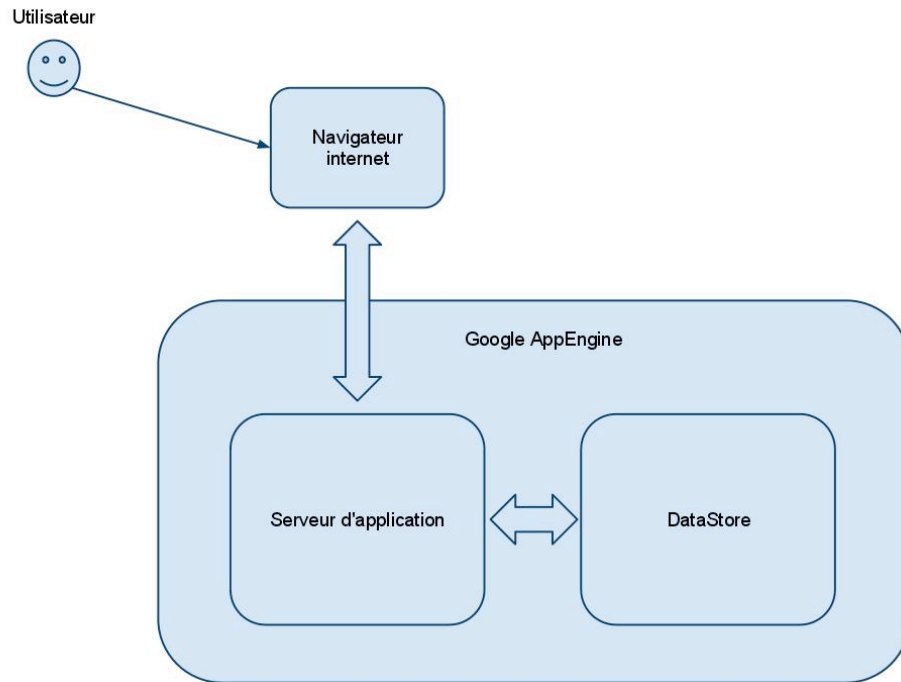 Utilisateur
Navigateur
internet
Google AppEngine
Serveur d'application
DataStore